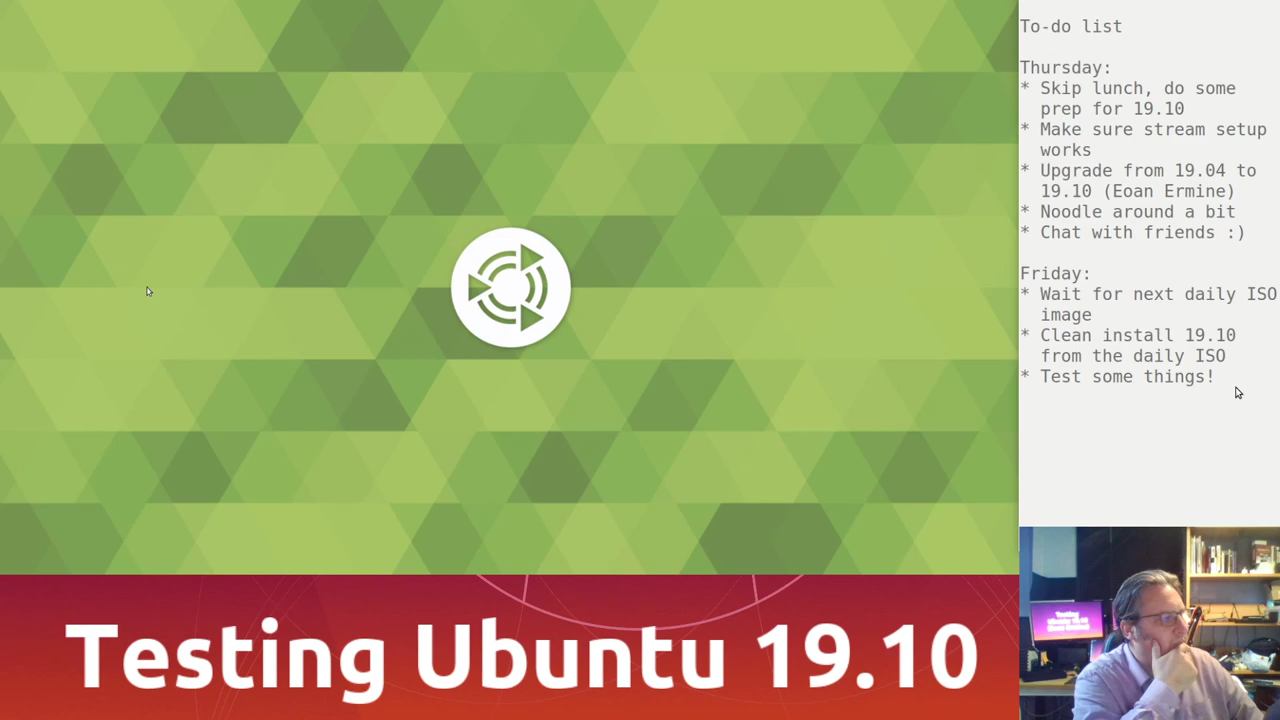 To-do list
Thursday:
* Skip lunch, do some
prep for 19.10
* Make sure stream setup
works
* Upgrade from 19.04 to
19.10 (Eoan Ermine)
* Noodle around a bit
* Chat with friends :)
Friday:
* Wait for next daily ISO
image
* Clean install 19.10
from the daily ISO
* Test some things!
Testing Ubuntu 19.10